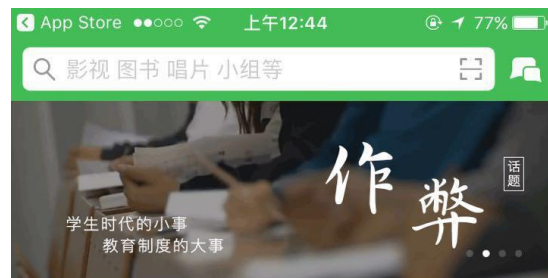 App Store 上午12:44 77%
影视 图书 唱片 小组等
作弊
话题
学生时代的小事
教育制度的大事